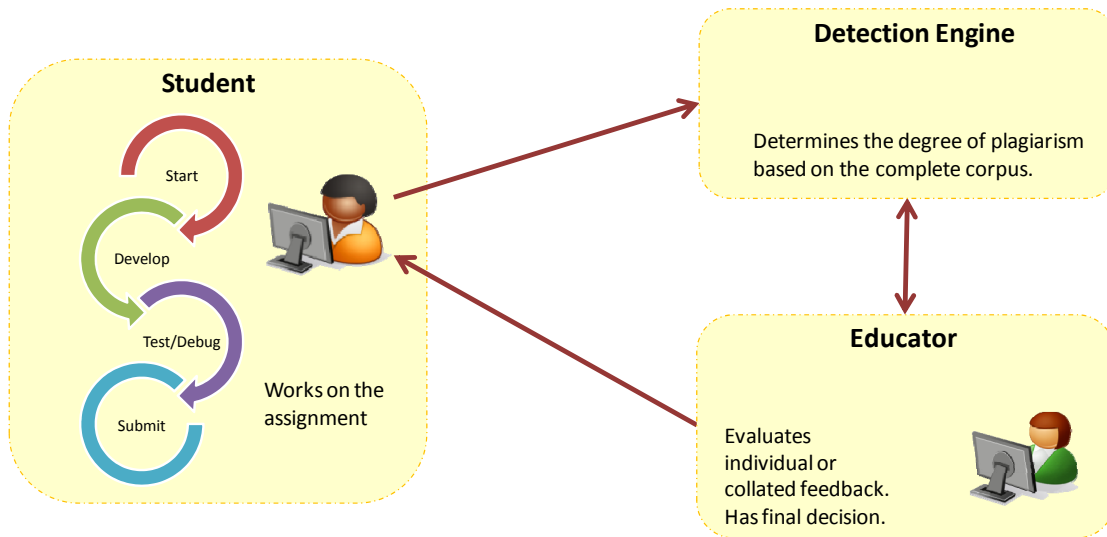 Student
Start
Develop
Test/Debug
Submit
Works on the
assignment
Detection Engine
Determines the degree of plagiarism
based on the complete corpus.
Educator
Evaluates
individual or
collated feedback.
Has final decision.